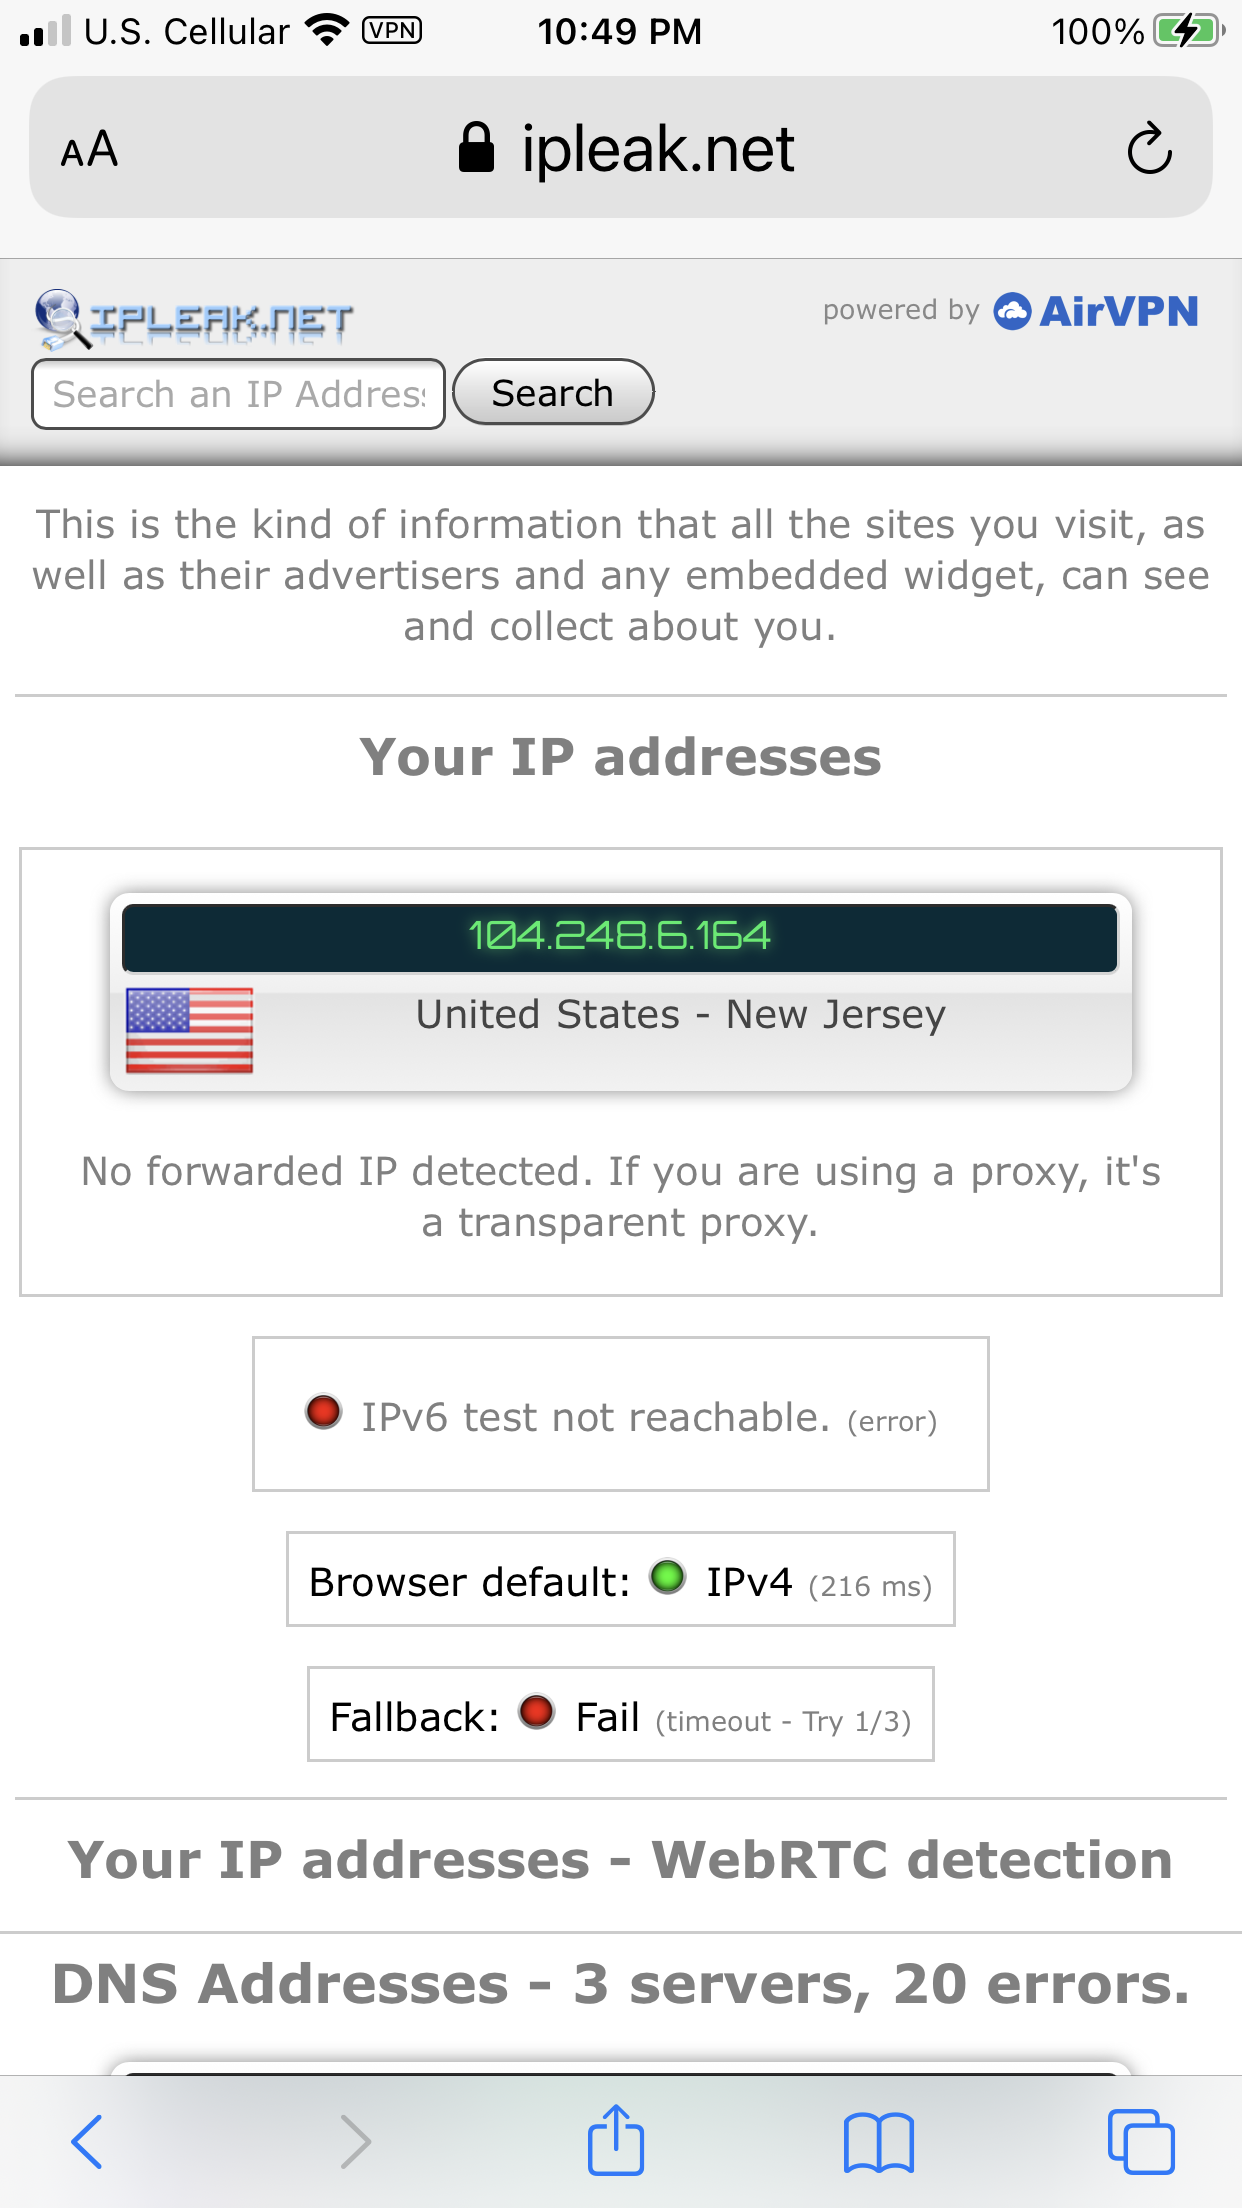 U.S. Cellular VPN 10:49 PM 100%
AA ipleak.net
IPLEAK.NET powered by AirVPN
Search an IP Addres Search
This is the kind of information that all the sites you visit, as
well as their advertisers and any embedded widget, can see
and collect about you.
Your IP addresses
104.248.6.164
United States - New Jersey
No forwarded IP detected. If you are using a proxy, it's
a transparent proxy.
IPv6 test not reachable. (error)
Browser default: IPv4 (216 ms)
Fallback: Fail (timeout - Try 1/3)
Your IP addresses - WebRTC detection
DNS Addresses - 3 servers, 20 errors.